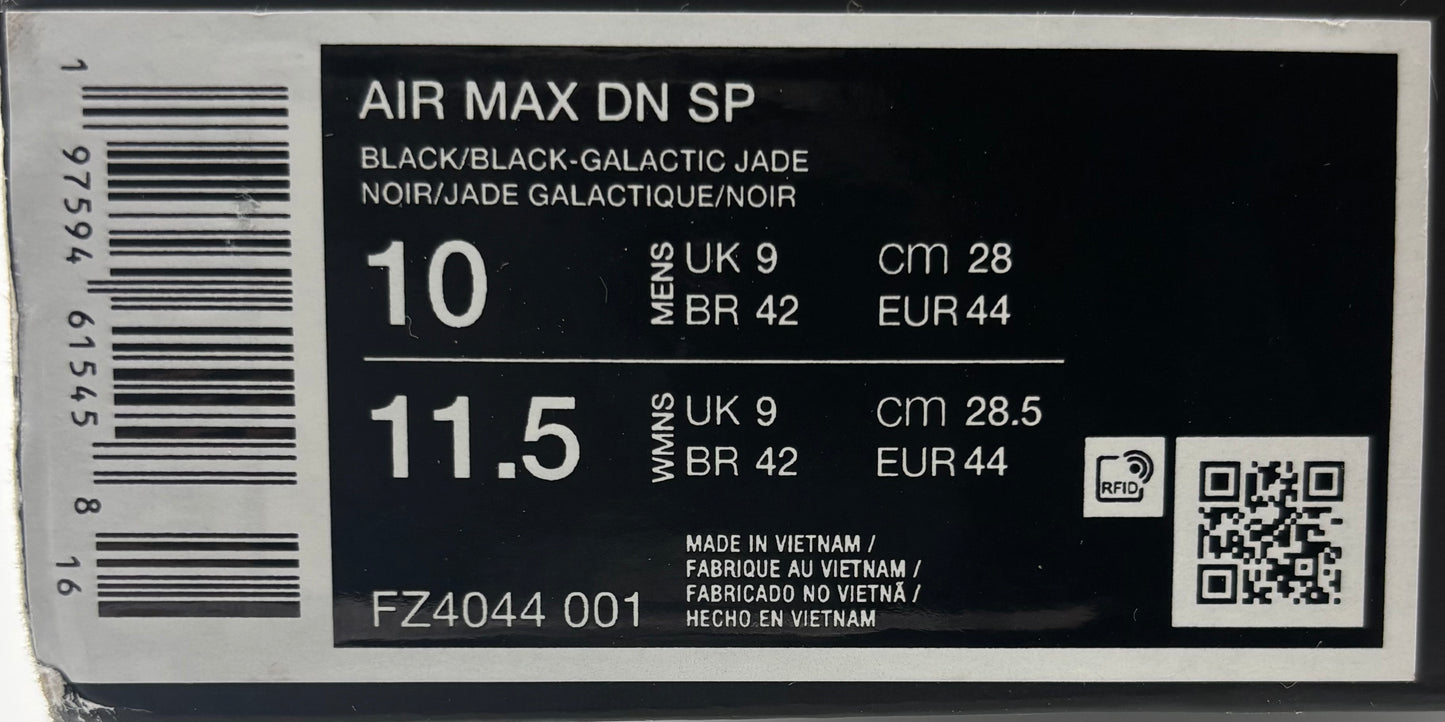 1 97594 61545 8 16
AIR MAX DN SP
BLACK/BLACK-GALACTIC JADE
NOIR/JADE GALACTIQUE/NOIR
10 MENS UK 9 cm 28
BR 42 EUR 44
11.5 WMNS UK 9 cm 28.5
BR 42 EUR 44
RFID
MADE IN VIETNAM /
FABRIQUE AU VIETNAM /
FABRICADO NO VIETNÃ /
HECHO EN VIETNAM
FZ4044 001